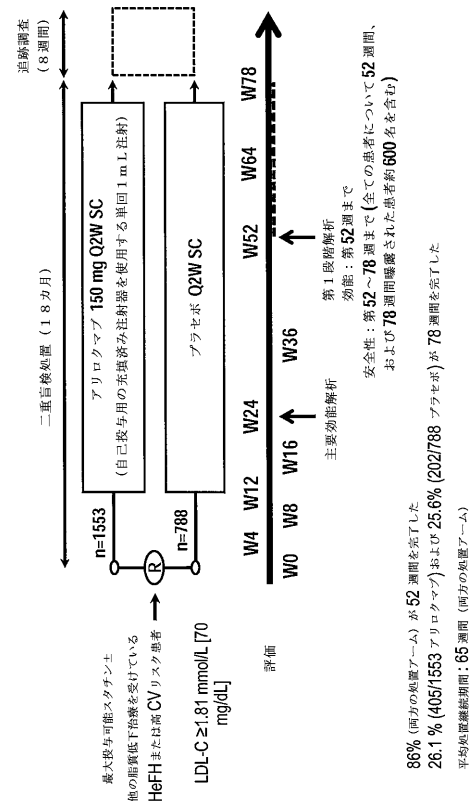 二重盲検処置 (１８カ月)
追跡調査
(８週間)
n=1553
アリロクマブ 150 mg Q2W SC
(自己投与用の充填済み注射器を使用する単回１ｍＬ注射)
最大投与可能スタチン±
他の脂質低下治療を受けている
HeFHまたは高CVリスク患者
R
LDL-C ≥1.81 mmol/L [70
mg/dL]
n=788
プラセボ Q2W SC
評価
W0
W4
W8
W12
W16
W24
W36
W52
W64
W78
主要効能解析
第１段階解析
効能：第52週まで
安全性：第52～78週まで (全ての患者について52週間、
および78週間曝露された患者約600名を含む)
86% (両方の処置アーム) が 52 週間を完了した
26.1 % (405/1553 アリロクマブ) および 25.6% (202/788 プラセボ) が 78 週間を完了した
平均処置継続期間：65 週間 (両方の処置アーム)